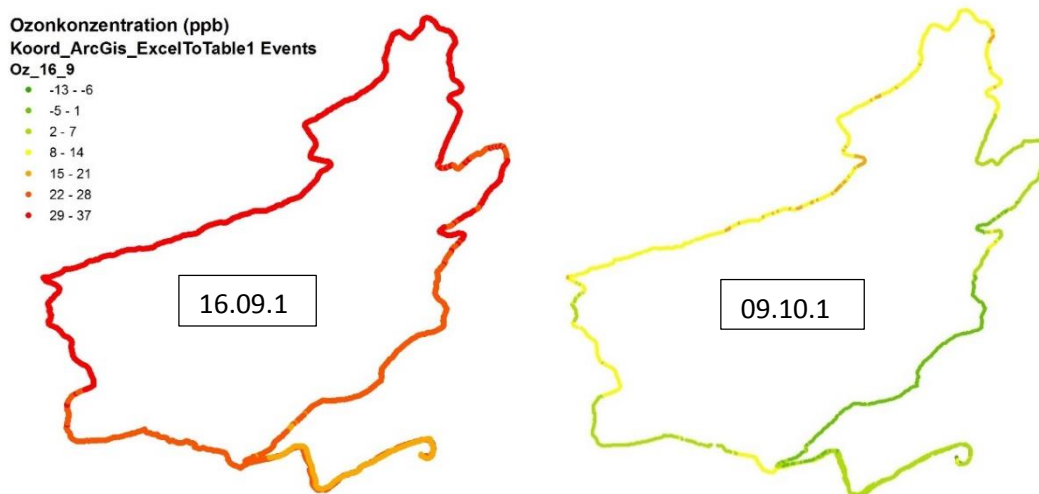 Ozonkonzentration (ppb)
Koord_ArcGis_ExcelToTable1 Events
Oz_16_9
-13 - -6
-5 - 1
2 - 7
8 - 14
15 - 21
22 - 28
29 - 37
16.09.1
09.10.1